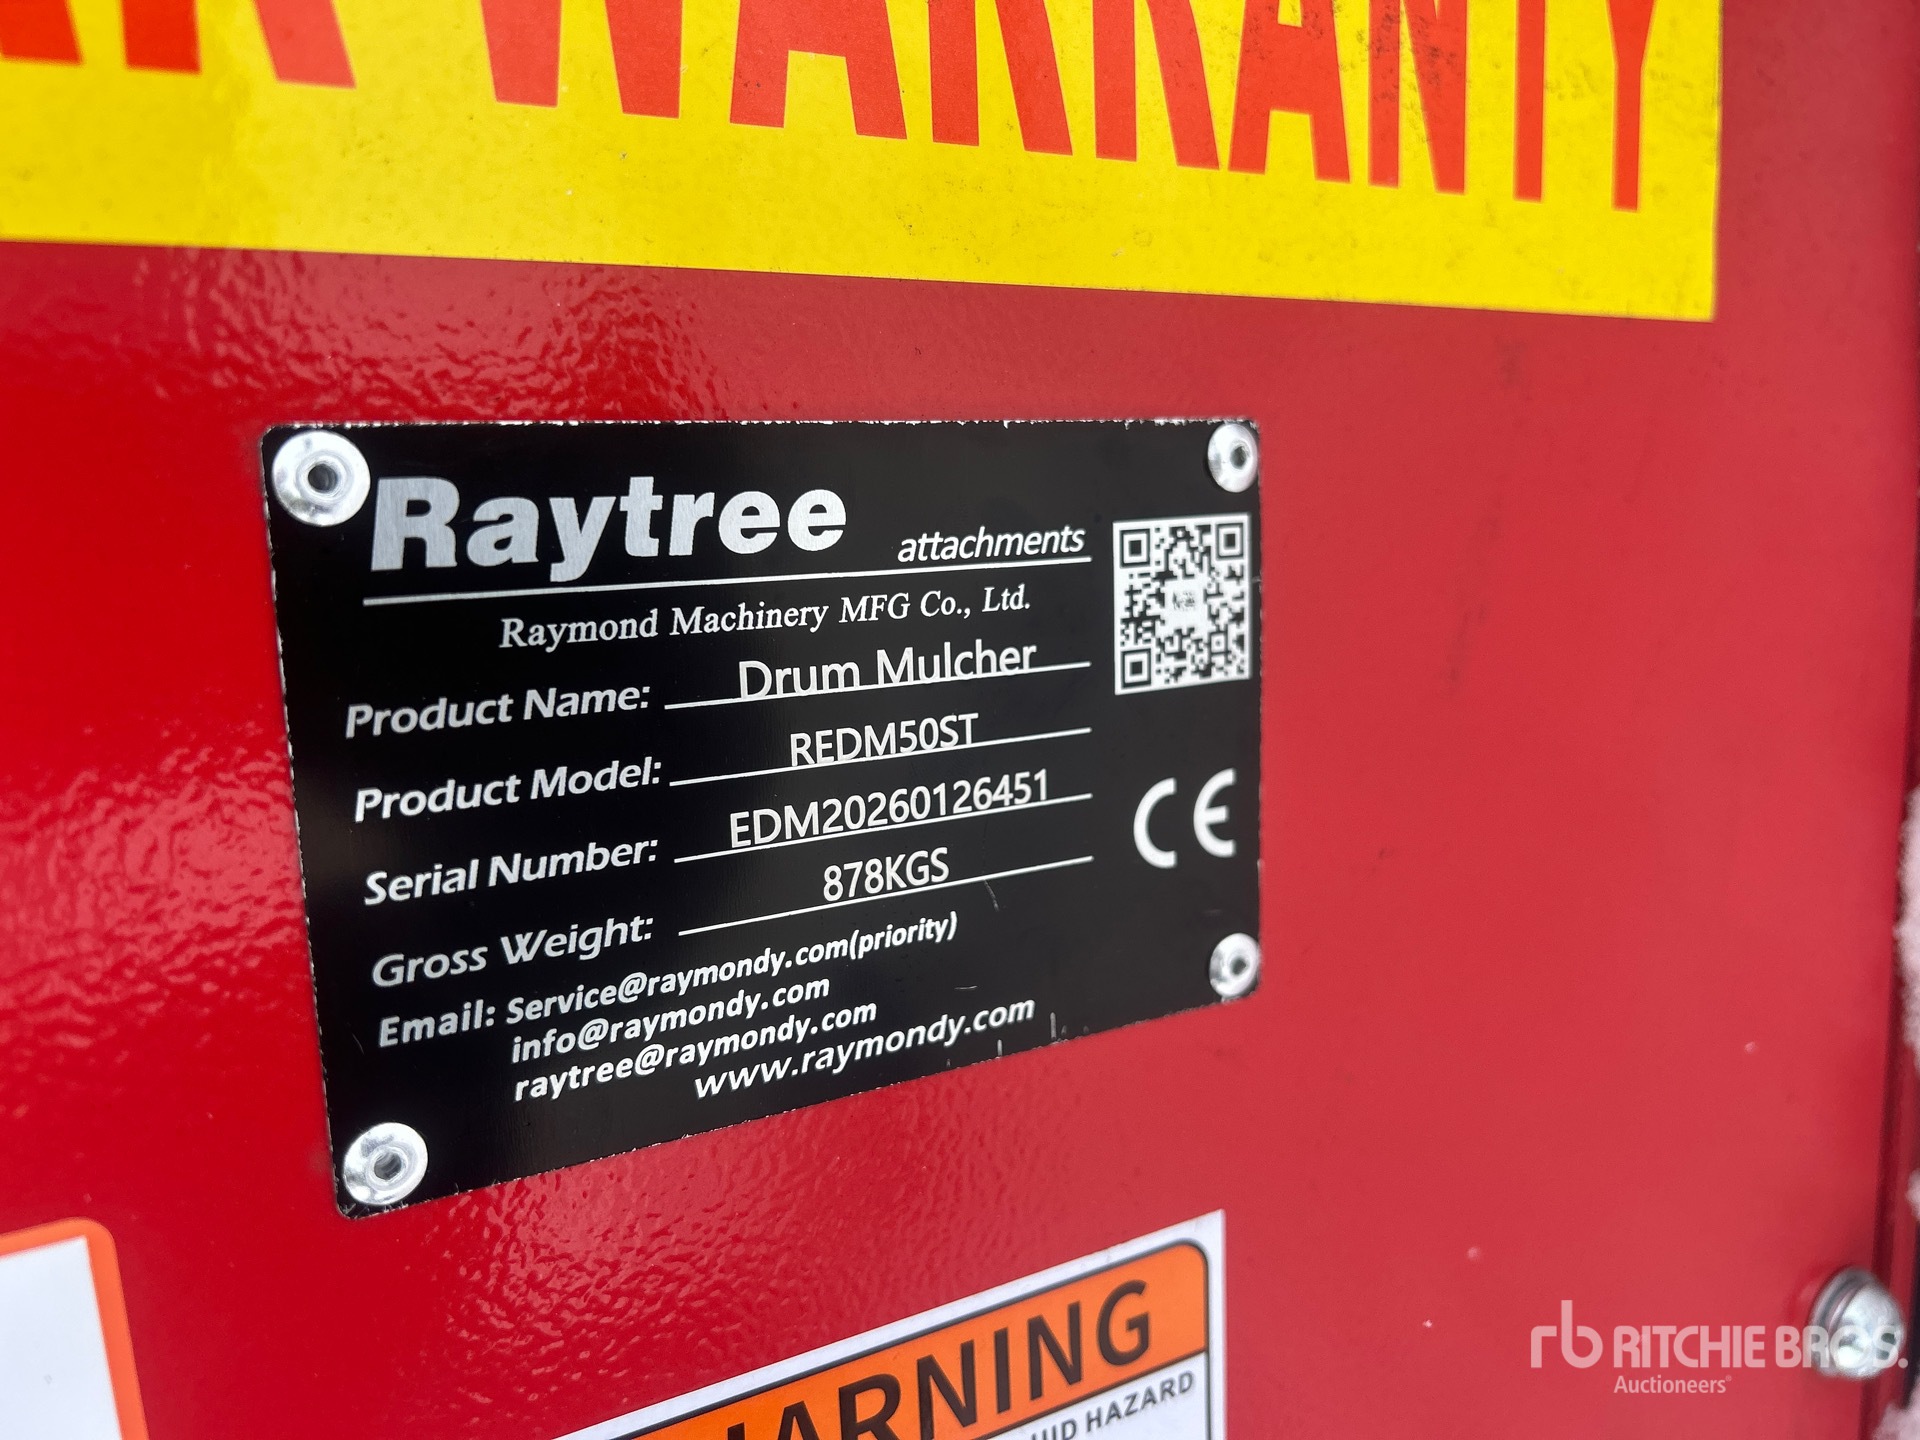 WARRANTY
Raytree attachments
Raymond Machinery MFG Co., Ltd.
Product Name: Drum Mulcher
Product Model: REDM50ST
Serial Number: EDM20260126451
Gross Weight: 878KGS
Email: Service@raymondy.com(priority)
info@raymondy.com
raytree@raymondy.com
www.raymondy.com
CE
WARNING
HAZARD
rb RITCHIE BROS.
Auctioneers